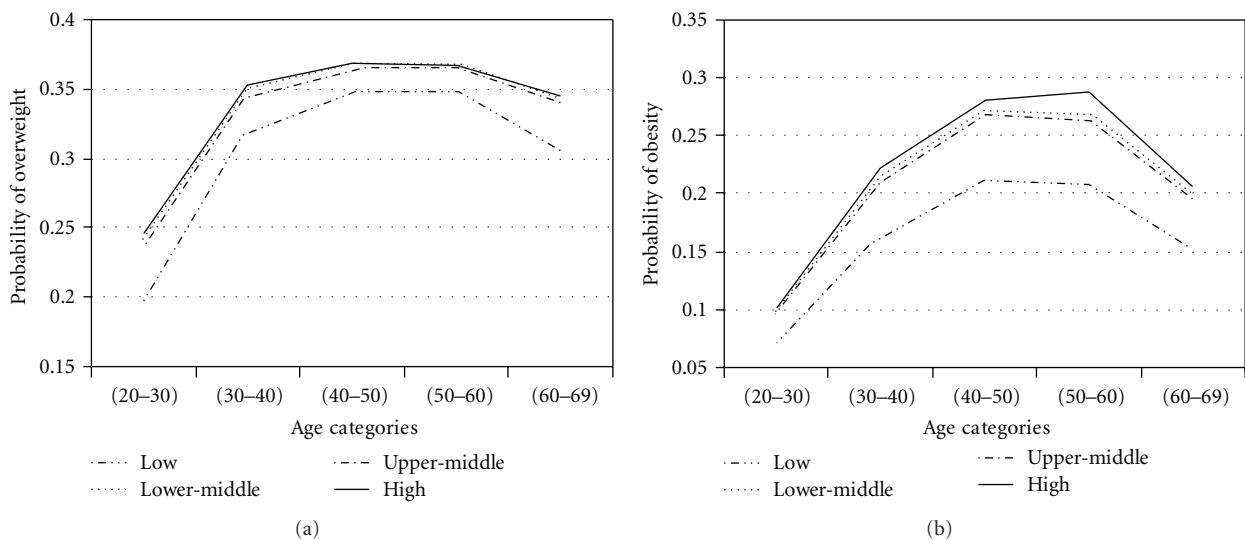 0.4
0.35
0.3
0.25
0.2
0.15
Probability of overweight
(20–30) (30–40) (40–50) (50–60) (60–69)
Age categories
Low Upper-middle
Lower-middle High
(a)
0.35
0.3
0.25
0.2
0.15
0.1
0.05
Probability of obesity
(20–30) (30–40) (40–50) (50–60) (60–69)
Age categories
Low Upper-middle
Lower-middle High
(b)